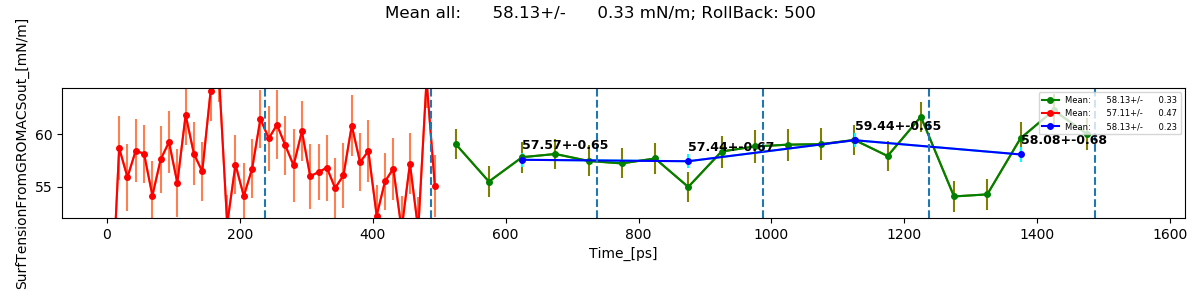 Mean all:      58.13+/-      0.33 mN/m; RollBack: 500
SurfTensionFromGROMACSout_[mN/m]
60
55
57.57+-0.65
57.44+-0.67
59.44+-0.65
58.08+-0.68
Mean:      58.13+/-      0.33
Mean:      57.11+/-      0.47
Mean:      58.13+/-      0.23
0 200 400 600 800 1000 1200 1400 1600
Time_[ps]